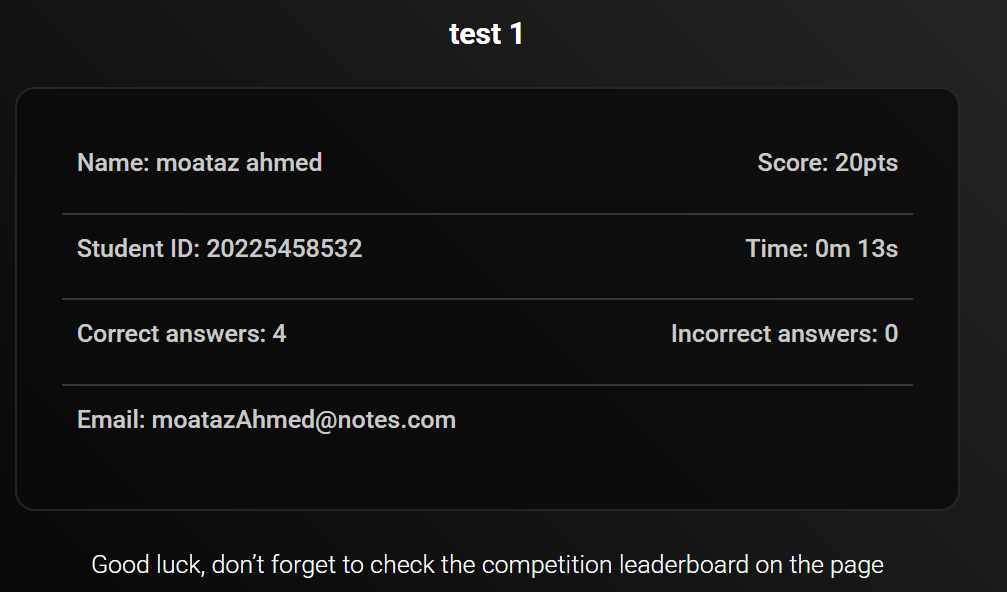 test 1
Name: moataz ahmed
Score: 20pts
Student ID: 20225458532
Time: 0m 13s
Correct answers: 4
Incorrect answers: 0
Email: moatazAhmed@notes.com
Good luck, don’t forget to check the competition leaderboard on the page